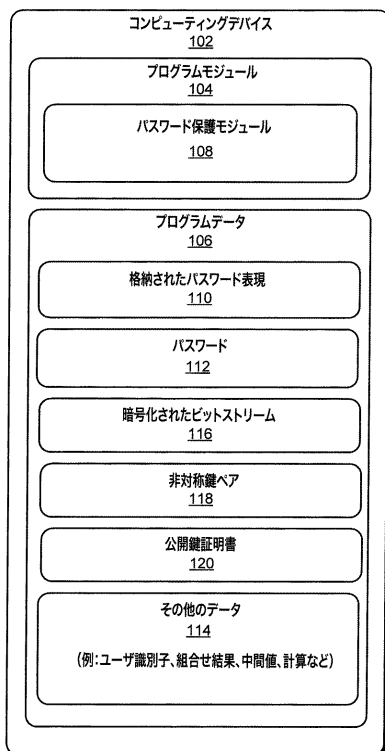 コンピューティングデバイス
102
プログラムモジュール
104
パスワード保護モジュール
108
プログラムデータ
106
格納されたパスワード表現
110
パスワード
112
暗号化されたビットストリーム
116
非対称鍵ペア
118
公開鍵証明書
120
その他のデータ
114
(例:ユーザ識別子、組合せ結果、中間値、計算など)